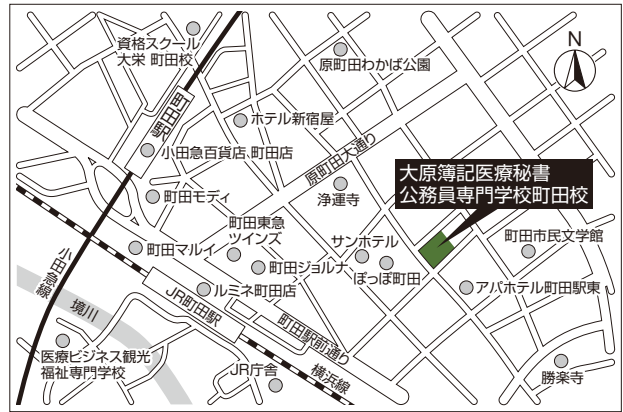 資格スクール
大栄 町田校
N
原町田わかば公園
町田駅
ホテル新宿屋
小田急百貨店 町田店
原町田大通り
大原簿記医療秘書
公務員専門学校町田校
町田モディ
浄運寺
町田東急
ツインズ
町田マルイ
サンホテル
町田市民文学館
小田急線
町田ジョルナ
ぽっぽ町田
ルミネ町田店
アパホテル町田駅東
JR町田駅
境川
町田駅前通り
医療ビジネス観光
福祉専門学校
JR庁舎
横浜線
勝楽寺